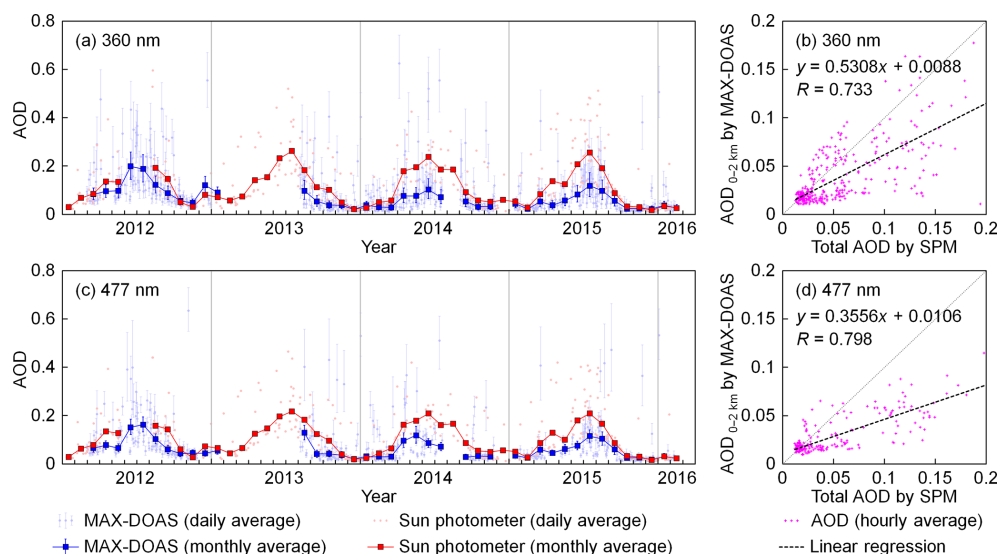 (a) 360 nm
AOD
0.8
0.6
0.4
0.2
0
2012
2013
2014
2015
2016
Year
(b) 360 nm
y = 0.5308x + 0.0088
R = 0.733
AOD 0–2 km by MAX-DOAS
0.2
0.15
0.1
0.05
0
0
0.05
0.1
0.15
0.2
Total AOD by SPM
(c) 477 nm
AOD
0.8
0.6
0.4
0.2
0
2012
2013
2014
2015
2016
Year
(d) 477 nm
y = 0.3556x + 0.0106
R = 0.798
AOD 0–2 km by MAX-DOAS
0.2
0.15
0.1
0.05
0
0
0.05
0.1
0.15
0.2
Total AOD by SPM
MAX-DOAS (daily average)
Sun photometer (daily average)
AOD (hourly average)
MAX-DOAS (monthly average)
Sun photometer (monthly average)
Linear regression